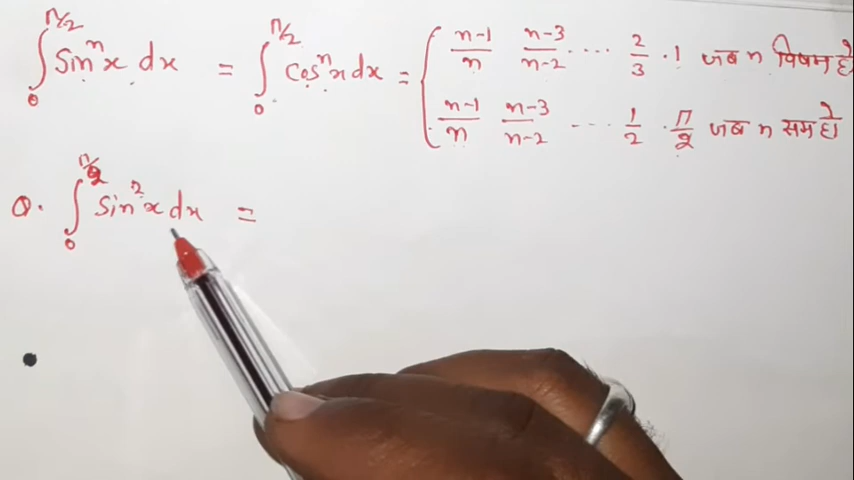 ∫₀^{π/2} Sinⁿx dx = ∫₀^{π/2} cosⁿx dx = { n-1/n n-3/n-2 .... 2/3 · 1 जब n विषम है
n-1/n n-3/n-2 --- 1/2 · π/2 जब n सम है
Q. ∫₀^{π/2} Sin²x dx =